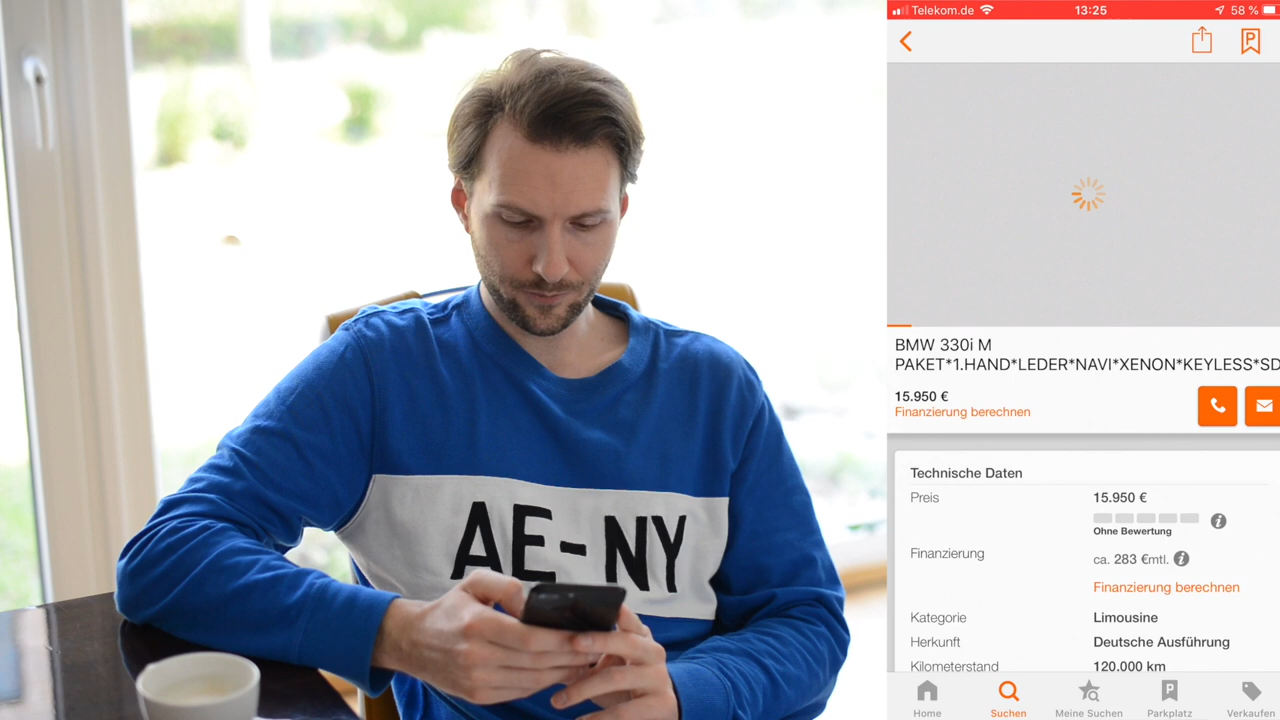 AE-NY
Telekom.de 13:25 58 %
BMW 330i M
PAKET*1.HAND*LEDER*NAVI*XENON*KEYLESS*SD
15.950 €
Finanzierung berechnen
Technische Daten
Preis 15.950 €
Ohne Bewertung
Finanzierung ca. 283 €mtl.
Finanzierung berechnen
Kategorie Limousine
Herkunft Deutsche Ausführung
Kilometerstand 120.000 km
Home Suchen Meine Suchen Parkplatz Verkaufen